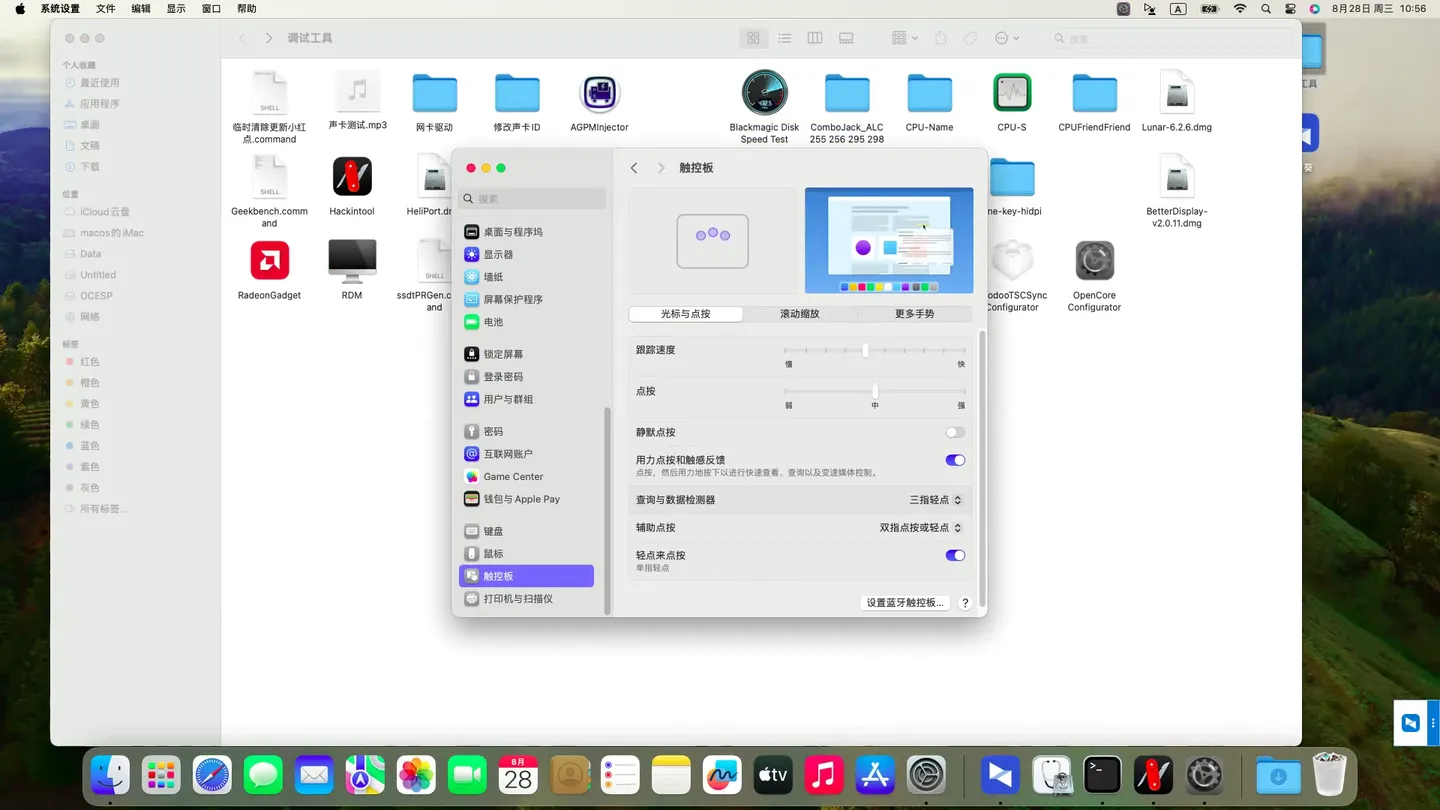 系统设置 文件 编辑 显示 窗口 帮助
A
8月28日 周三 10:56
调试工具
搜索
个人收藏
最近使用
应用程序
桌面
文稿
下载
位置
iCloud云盘
macos的iMac
Data
Untitled
OCESP
网络
标签
红色
橙色
黄色
绿色
蓝色
紫色
灰色
所有标签...
SHELL
临时清除更新小红
点.command
声卡测试.mp3
网卡驱动
修改声卡ID
AGPMInjector
Blackmagic Disk
Speed Test
ComboJack_ALC
255 256 295 298
CPU-Name
CPU-S
CPUFriendFriend
Lunar-6.2.6.dmg
工具
SHELL
Geekbench.comm
and
Hackintool
HeliPort.dm
ne-key-hidpi
BetterDisplay-
v2.0.11.dmg
葵
RadeonGadget
RDM
SHELL
ssdtPRGen.c
and
odooTSCSync
Configurator
OpenCore
Configurator
搜索
桌面与程序坞
显示器
墙纸
屏幕保护程序
电池
锁定屏幕
登录密码
用户与群组
密码
互联网账户
Game Center
钱包与 Apple Pay
键盘
鼠标
触控板
打印机与扫描仪
触控板
光标与点按
滚动缩放
更多手势
跟踪速度
慢
快
点按
弱
中
强
静默点按
用力点按和触感反馈
点按，然后用力地按下以进行快速查看、查询以及变速媒体控制。
查询与数据检测器
三指轻点
辅助点按
双指点按或轻点
轻点来点按
单指轻点
设置蓝牙触控板...
?
8月
28
tv